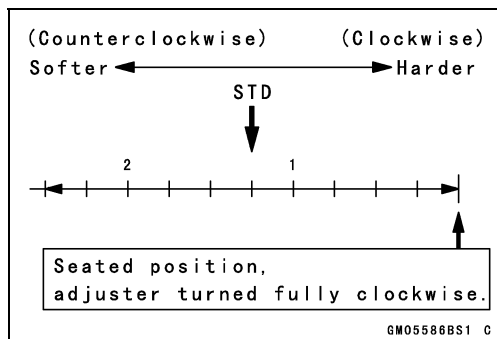 (Counterclockwise) (Clockwise)
Softer Harder
STD
2 1
Seated position,
adjuster turned fully clockwise.
GM05586BS1 C